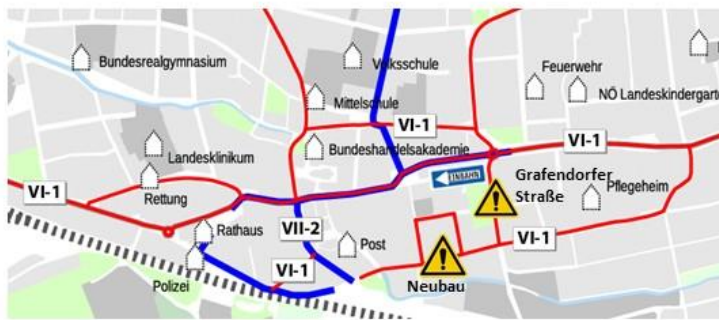 Bundesrealgymnasium
Volksschule
Feuerwehr
Mittelschule
NÖ Landeskindergarte
VI-1
VI-1
Landesklinikum
Bundeshandelsakademie
EINBAHN
Grafendorfer
Straße
VI-1
Rettung
Pflegeheim
Rathaus
VII-2
Post
VI-1
VI-1
Polizei
Neubau